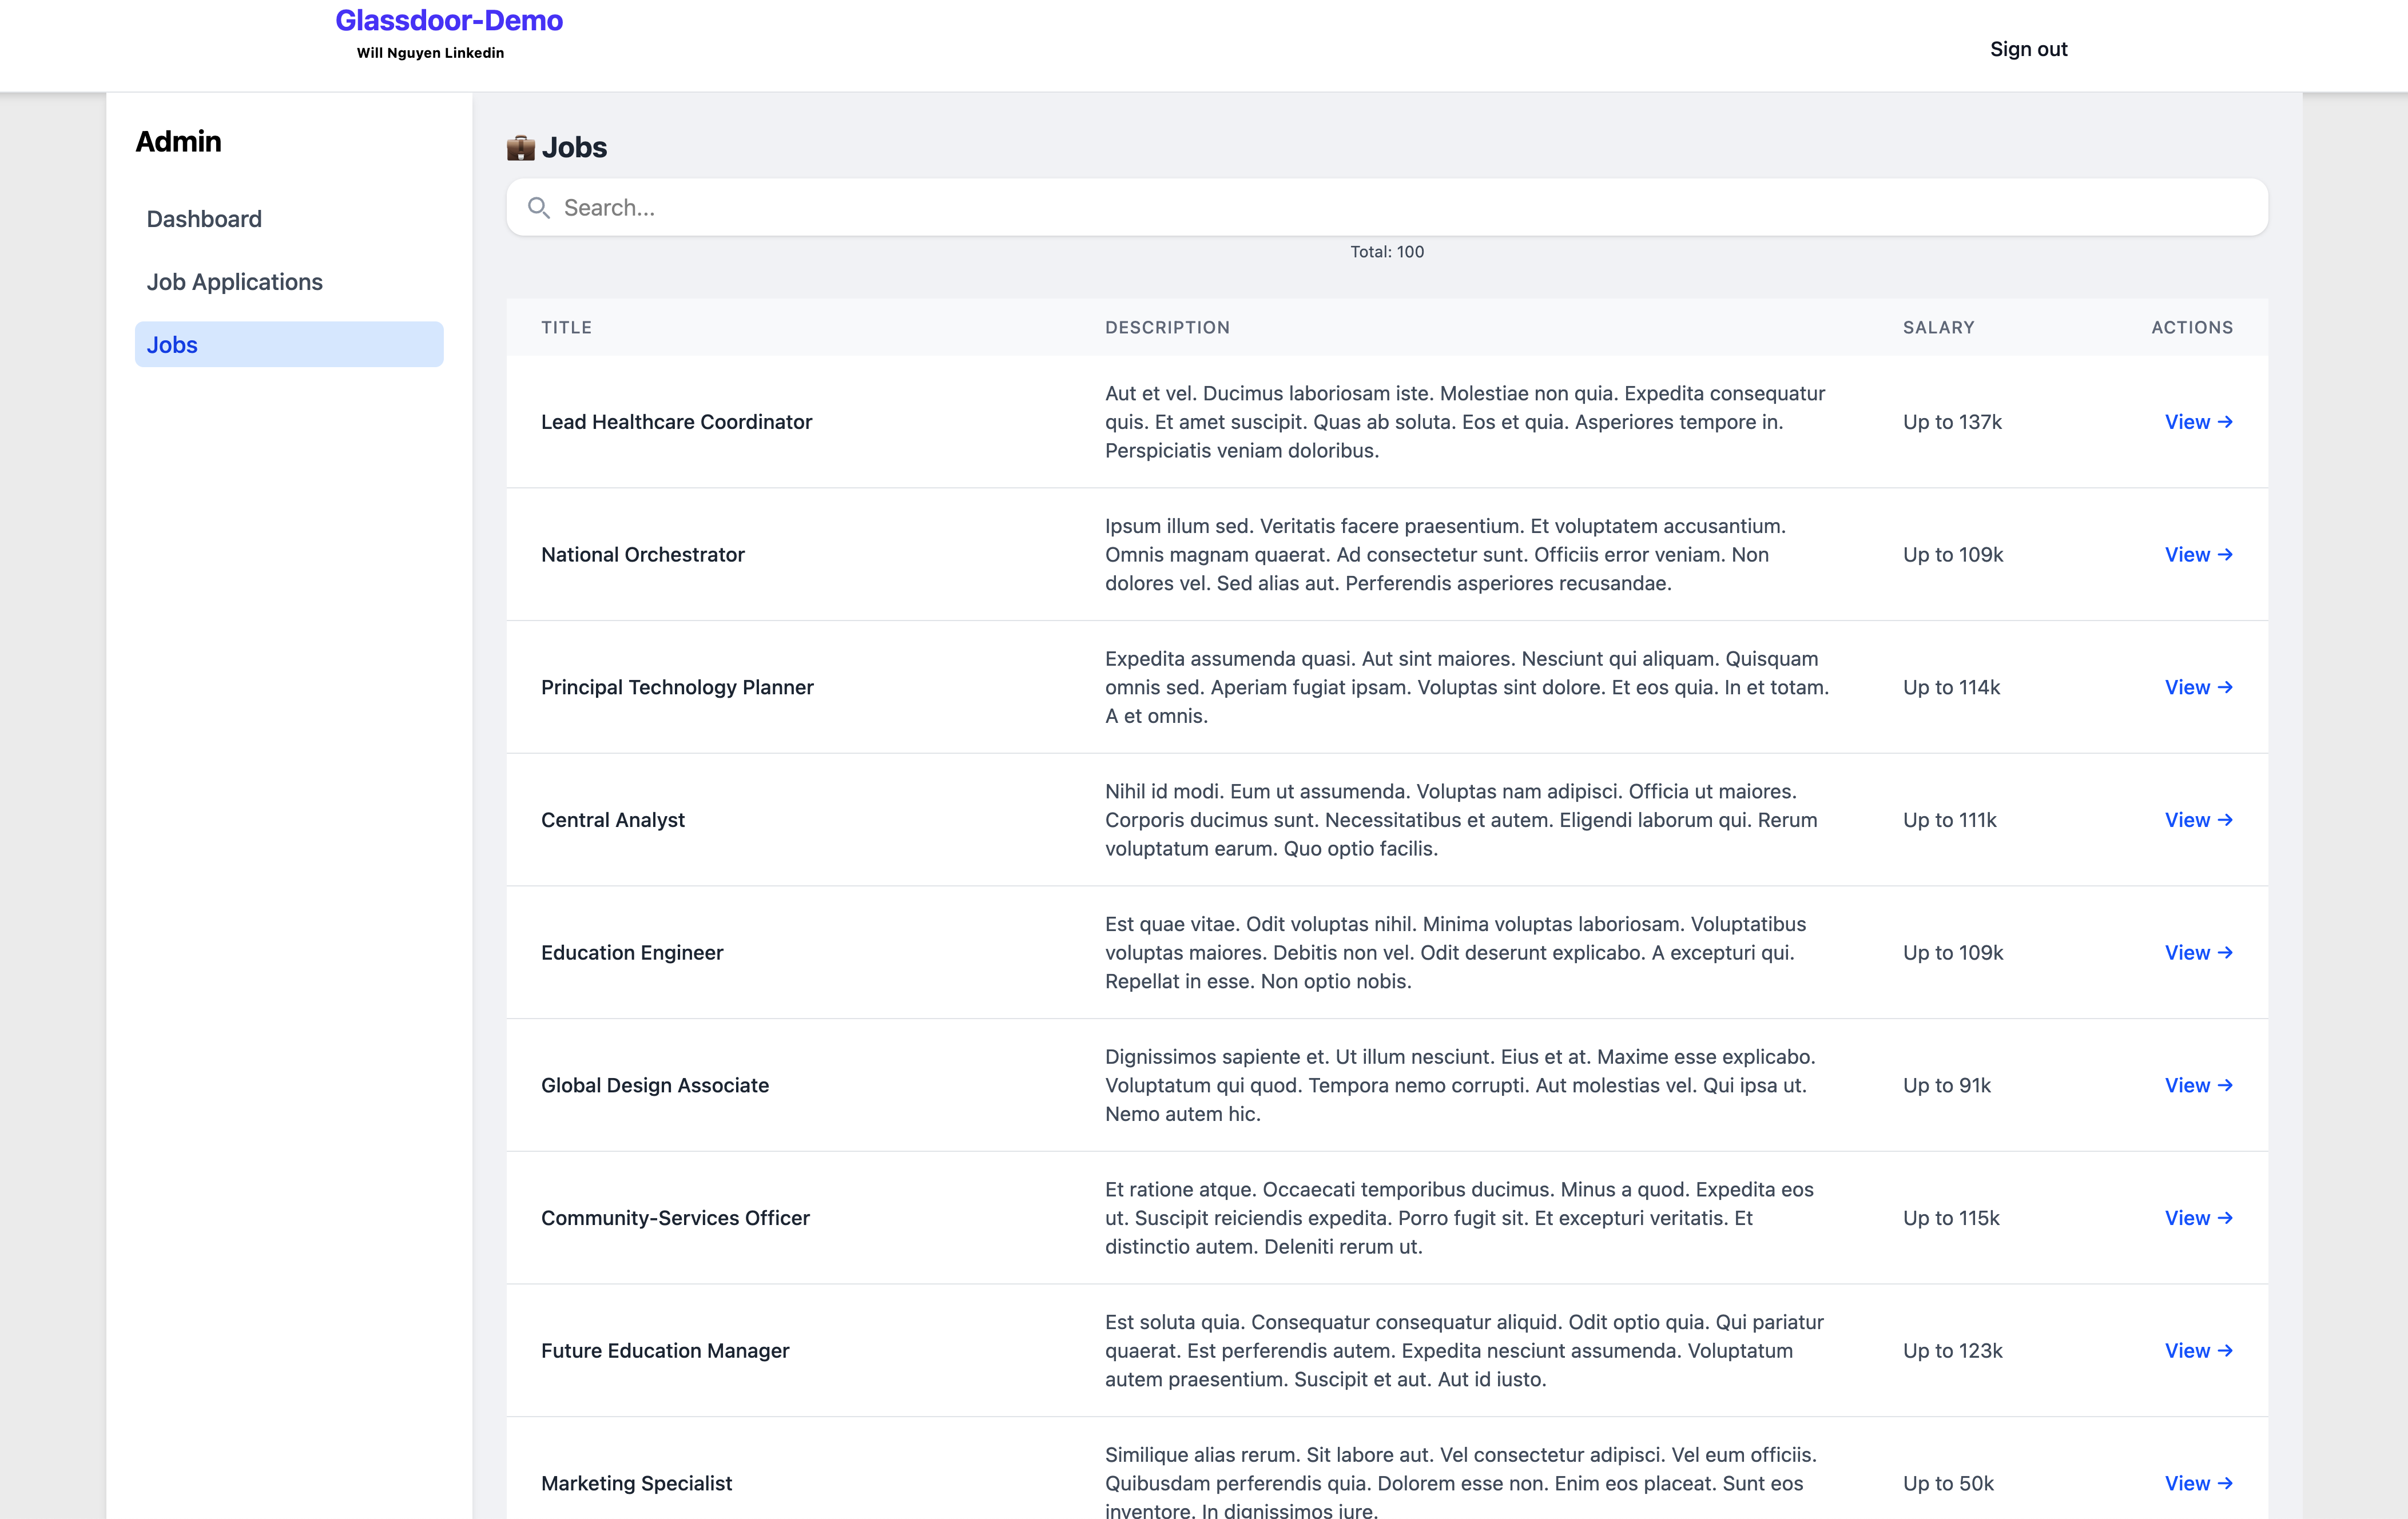 Glassdoor-Demo
Will Nguyen Linkedin
Sign out
Admin
Dashboard
Job Applications
Jobs
Jobs
Search...
Total: 100
TITLE DESCRIPTION SALARY ACTIONS
Lead Healthcare Coordinator
Aut et vel. Ducimus laboriosam iste. Molestiae non quia. Expedita consequatur
quis. Et amet suscipit. Quas ab soluta. Eos et quia. Asperiores tempore in.
Perspiciatis veniam doloribus.
Up to 137k
View →
National Orchestrator
Ipsum illum sed. Veritatis facere praesentium. Et voluptatem accusantium.
Omnis magnam quaerat. Ad consectetur sunt. Officiis error veniam. Non
dolores vel. Sed alias aut. Perferendis asperiores recusandae.
Up to 109k
View →
Principal Technology Planner
Expedita assumenda quasi. Aut sint maiores. Nesciunt qui aliquam. Quisquam
omnis sed. Aperiam fugiat ipsam. Voluptas sint dolore. Et eos quia. In et totam.
A et omnis.
Up to 114k
View →
Central Analyst
Nihil id modi. Eum ut assumenda. Voluptas nam adipisci. Officia ut maiores.
Corporis ducimus sunt. Necessitatibus et autem. Eligendi laborum qui. Rerum
voluptatum earum. Quo optio facilis.
Up to 111k
View →
Education Engineer
Est quae vitae. Odit voluptas nihil. Minima voluptas laboriosam. Voluptatibus
voluptas maiores. Debitis non vel. Odit deserunt explicabo. A excepturi qui.
Repellat in esse. Non optio nobis.
Up to 109k
View →
Global Design Associate
Dignissimos sapiente et. Ut illum nesciunt. Eius et at. Maxime esse explicabo.
Voluptatum qui quod. Tempora nemo corrupti. Aut molestias vel. Qui ipsa ut.
Nemo autem hic.
Up to 91k
View →
Community-Services Officer
Et ratione atque. Occaecati temporibus ducimus. Minus a quod. Expedita eos
ut. Suscipit reiciendis expedita. Porro fugit sit. Et excepturi veritatis. Et
distinctio autem. Deleniti rerum ut.
Up to 115k
View →
Future Education Manager
Est soluta quia. Consequatur consequatur aliquid. Odit optio quia. Qui pariatur
quaerat. Est perferendis autem. Expedita nesciunt assumenda. Voluptatum
autem praesentium. Suscipit et aut. Aut id iusto.
Up to 123k
View →
Marketing Specialist
Similique alias rerum. Sit labore aut. Vel consectetur adipisci. Vel eum officiis.
Quibusdam perferendis quia. Dolorem esse non. Enim eos placeat. Sunt eos
inventore. In dignissimos iure.
Up to 50k
View →